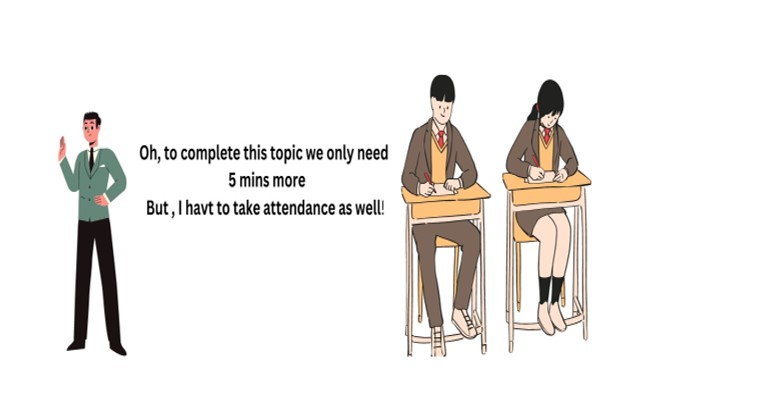 Oh, to complete this topic we only need
5 mins more
But , I havt to take attendance as well!